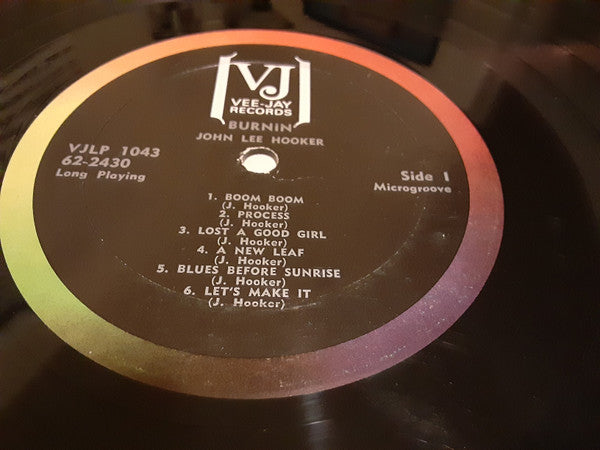 VJ
VEE-JAY
RECORDS
BURNIN'
JOHN LEE HOOKER
VJLP 1043
62-2430
Long Playing
Side 1
Microgroove
1. BOOM BOOM
(J. Hooker)
2. PROCESS
(J. Hooker)
3. LOST A GOOD GIRL
(J. Hooker)
4. A NEW LEAF
(J. Hooker)
5. BLUES BEFORE SUNRISE
(J. Hooker)
6. LET'S MAKE IT
(J. Hooker)